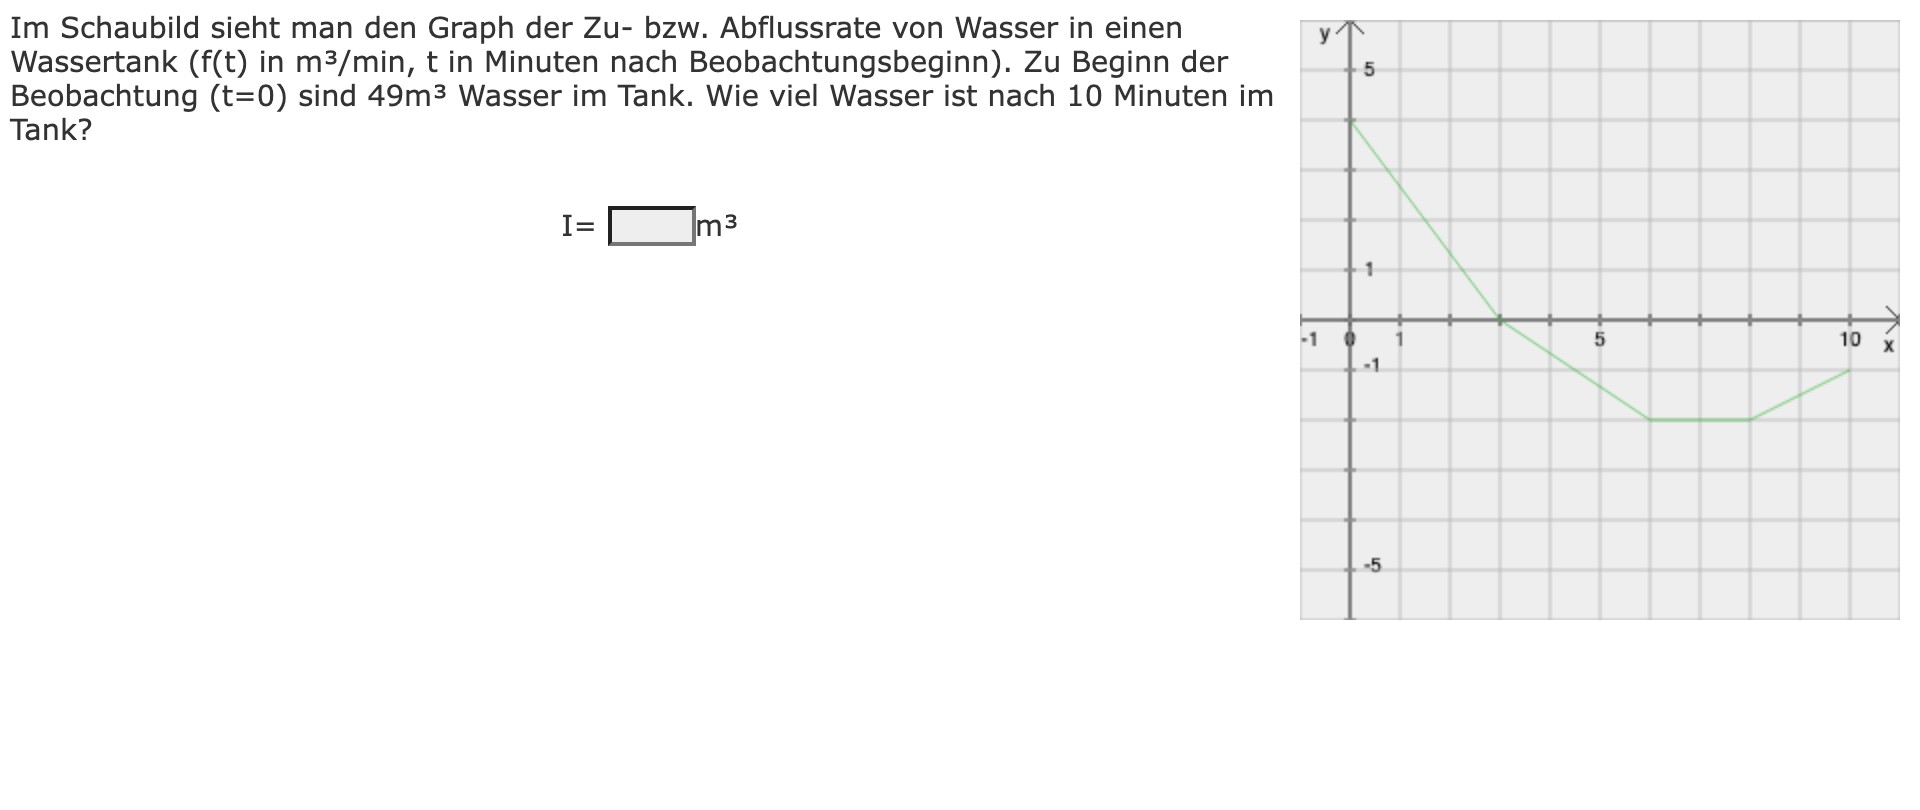 Im Schaubild sieht man den Graph der Zu- bzw. Abflussrate von Wasser in einen
Wassertank (f(t) in m³/min, t in Minuten nach Beobachtungsbeginn). Zu Beginn der
Beobachtung (t=0) sind 49m³ Wasser im Tank. Wie viel Wasser ist nach 10 Minuten im
Tank?
I= m³
y
5
1
-1 0 1 5 10 x
-1
-5